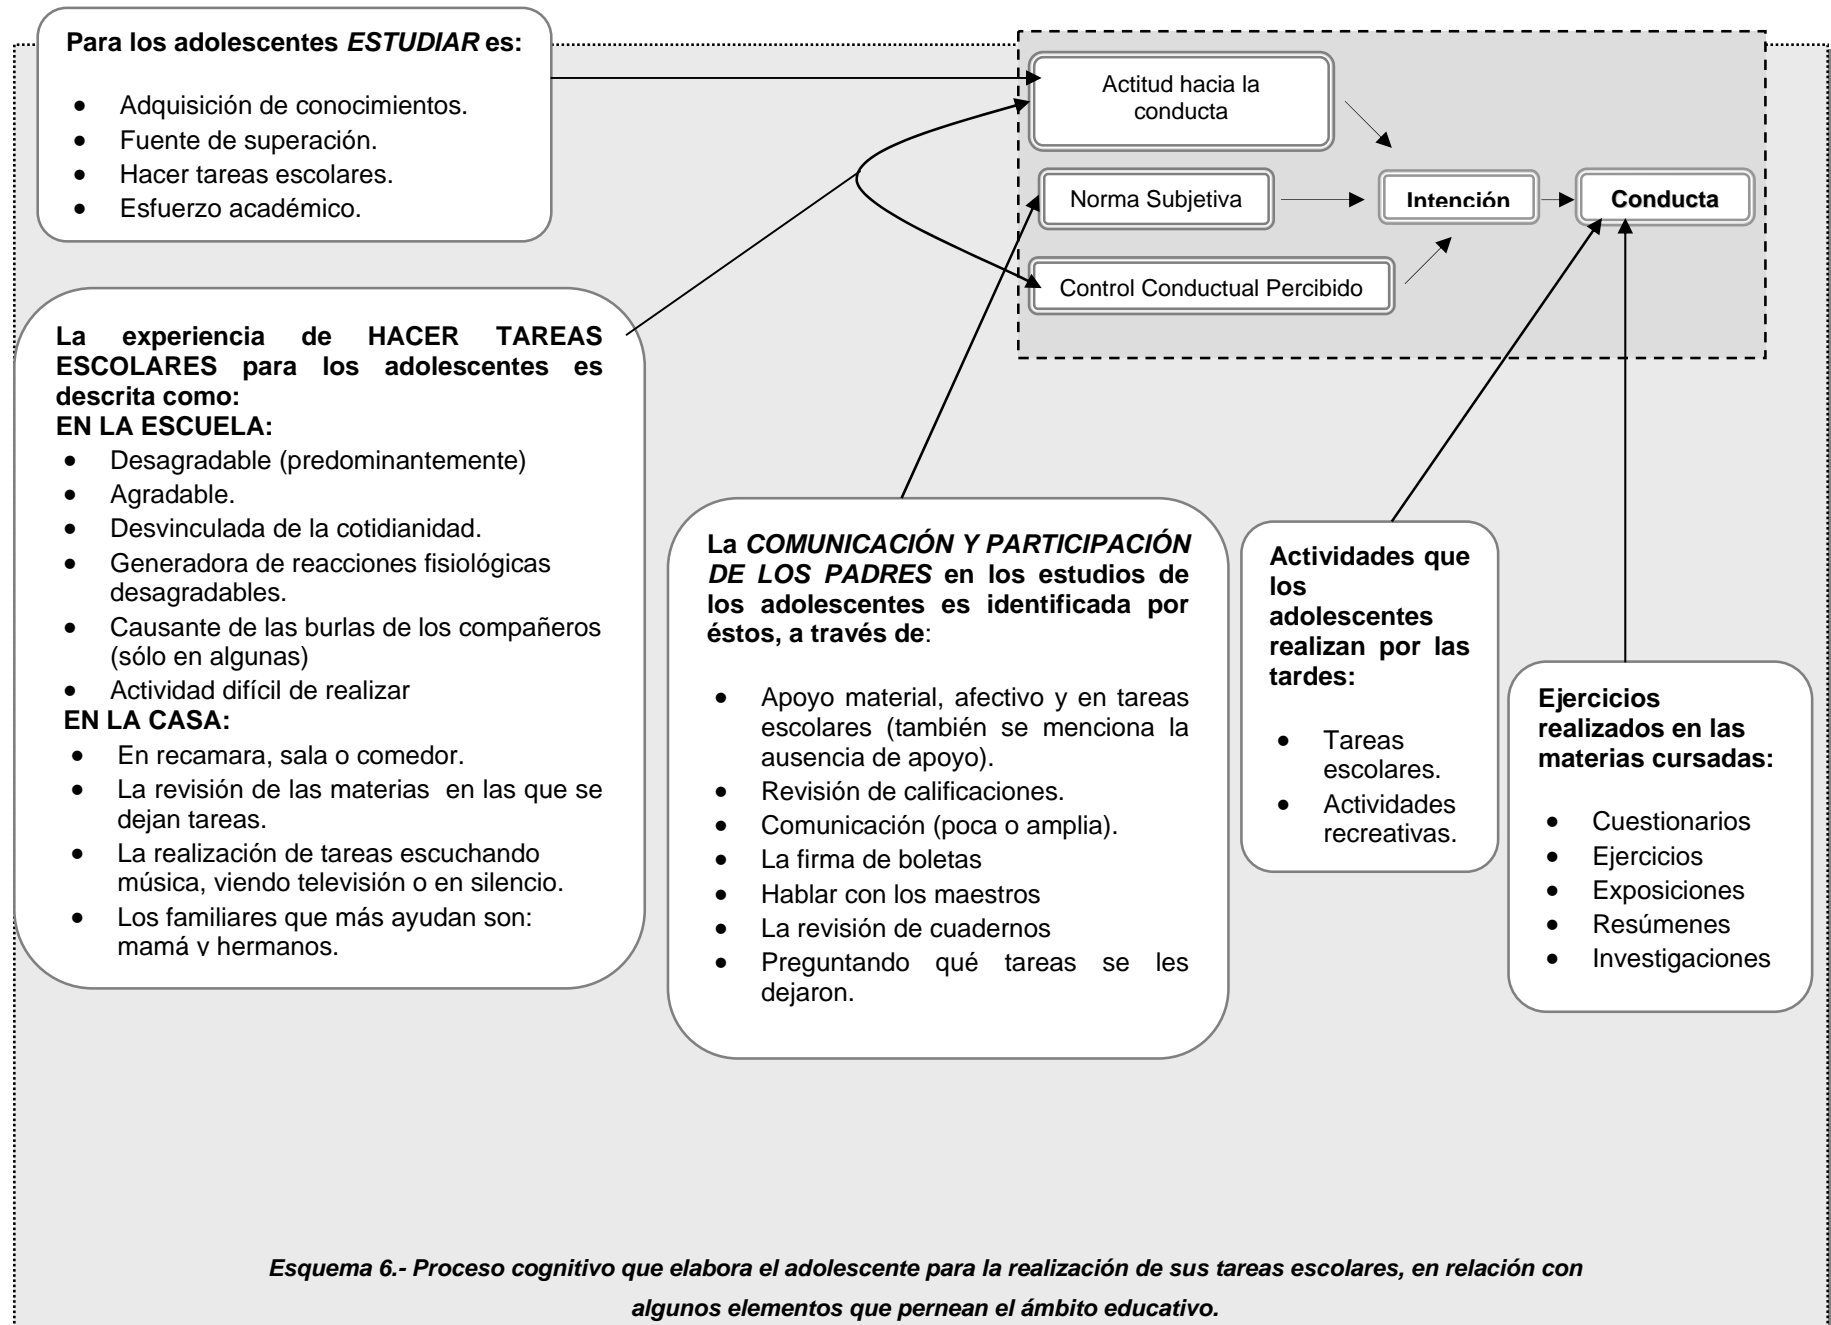 Para los adolescentes ESTUDIAR es:
• Adquisición de conocimientos.
• Fuente de superación.
• Hacer tareas escolares.
• Esfuerzo académico.
Actitud hacia la
conducta
Norma Subjetiva
Intención
Conducta
Control Conductual Percibido
La experiencia de HACER TAREAS
ESCOLARES para los adolescentes es
descrita como:
EN LA ESCUELA:
• Desagradable (predominantemente)
• Agradable.
• Desvinculada de la cotidianidad.
• Generadora de reacciones fisiológicas
desagradables.
• Causante de las burlas de los compañeros
(sólo en algunas)
• Actividad difícil de realizar
EN LA CASA:
• En recamara, sala o comedor.
• La revisión de las materias en las que se
dejan tareas.
• La realización de tareas escuchando
música, viendo televisión o en silencio.
• Los familiares que más ayudan son:
mamá y hermanos.
La COMUNICACIÓN Y PARTICIPACIÓN
DE LOS PADRES en los estudios de
los adolescentes es identificada por
éstos, a través de:
• Apoyo material, afectivo y en tareas
escolares (también se menciona la
ausencia de apoyo).
• Revisión de calificaciones.
• Comunicación (poca o amplia).
• La firma de boletas
• Hablar con los maestros
• La revisión de cuadernos
• Preguntando qué tareas se les
dejaron.
Actividades que
los
adolescentes
realizan por las
tardes:
• Tareas
escolares.
• Actividades
recreativas.
Ejercicios
realizados en las
materias cursadas:
• Cuestionarios
• Ejercicios
• Exposiciones
• Resúmenes
• Investigaciones
Esquema 6.- Proceso cognitivo que elabora el adolescente para la realización de sus tareas escolares, en relación con
algunos elementos que pernean el ámbito educativo.